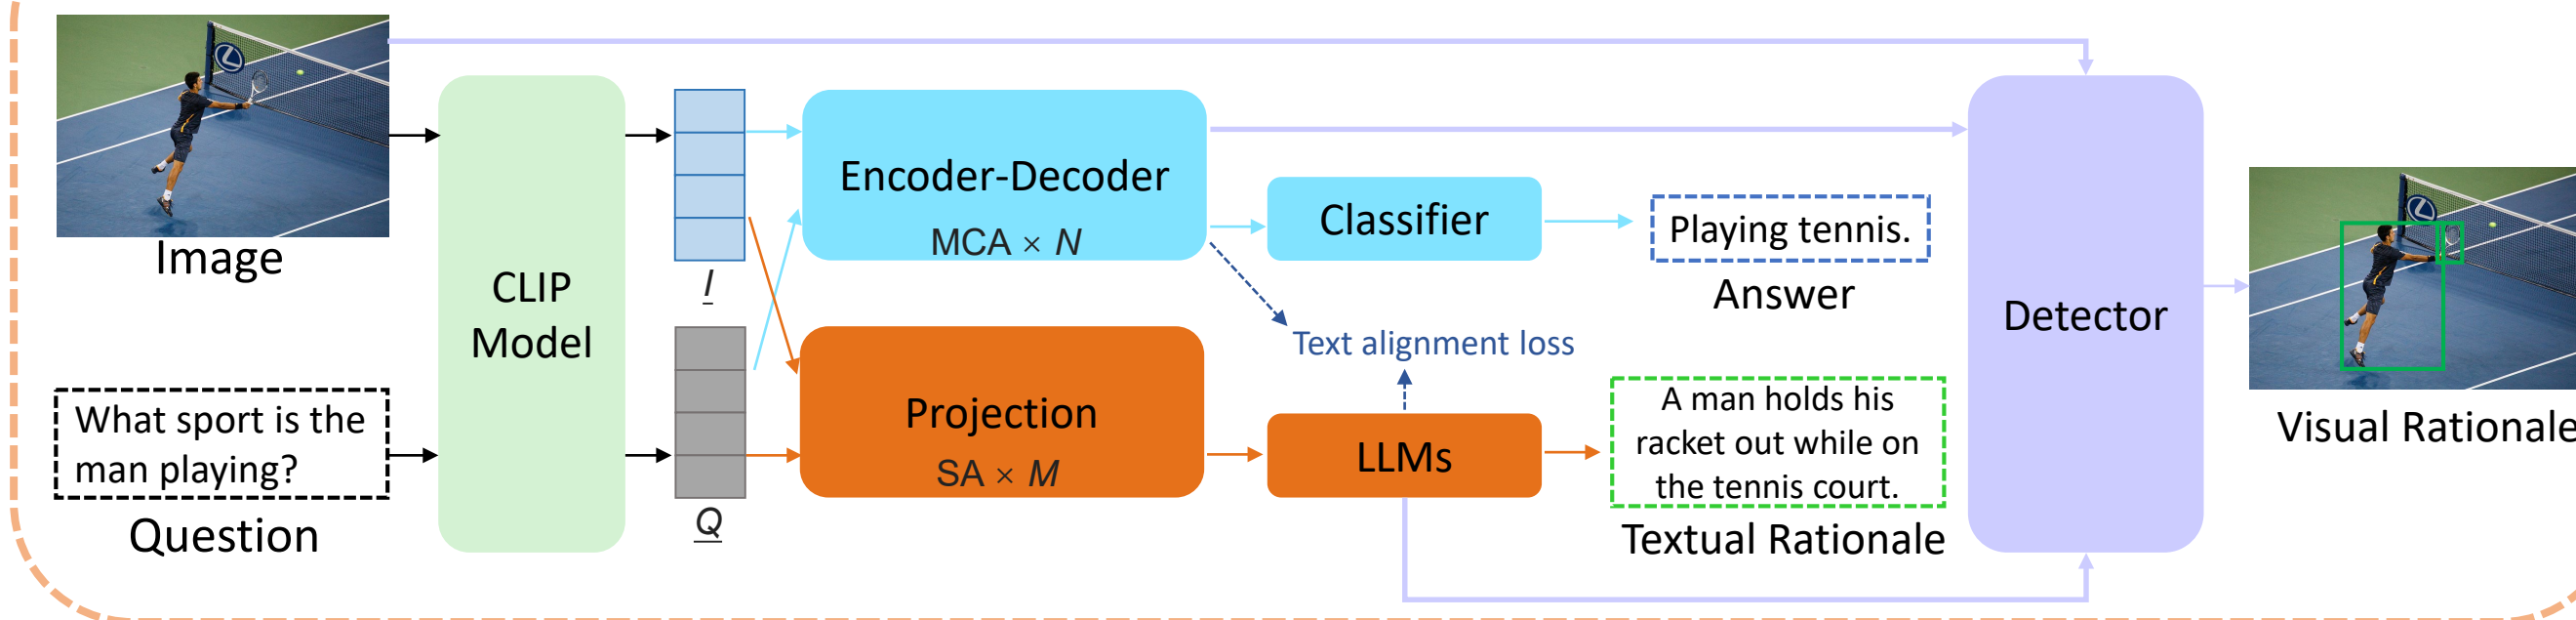 Image
What sport is the
man playing?
Question
CLIP
Model
I
Q
Encoder-Decoder
MCA × N
Projection
SA × M
Classifier
Text alignment loss
LLMs
Playing tennis.
Answer
A man holds his
racket out while on
the tennis court.
Textual Rationale
Detector
Visual Rationale